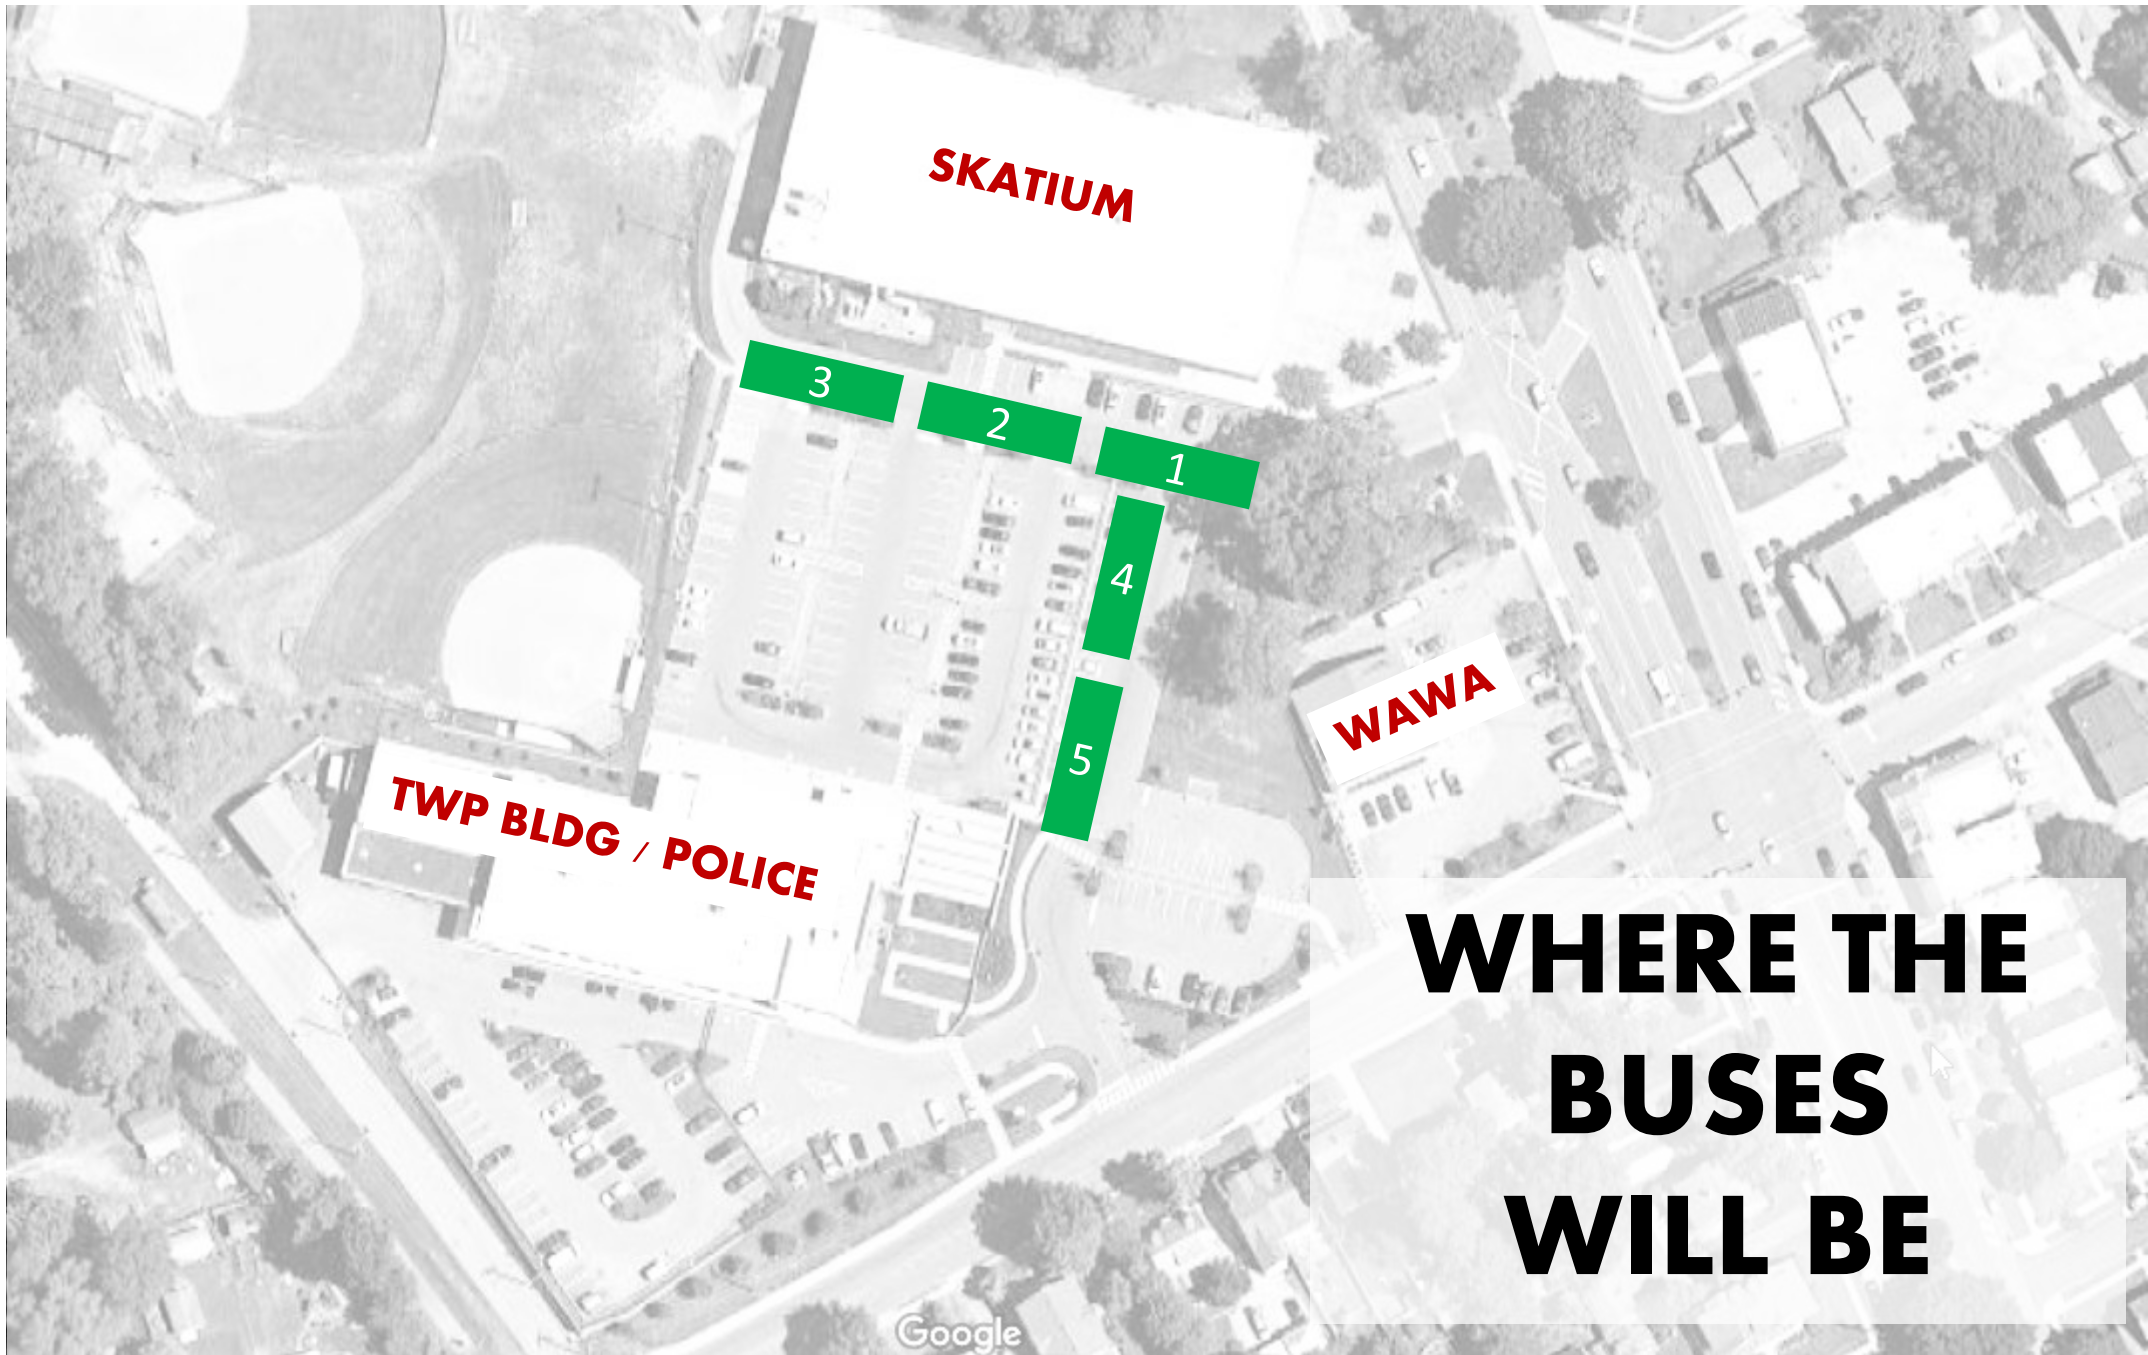 SKATIUM
3
2
1
4
5
WAWA
TWP BLDG / POLICE
WHERE THE
BUSES
WILL BE
Google